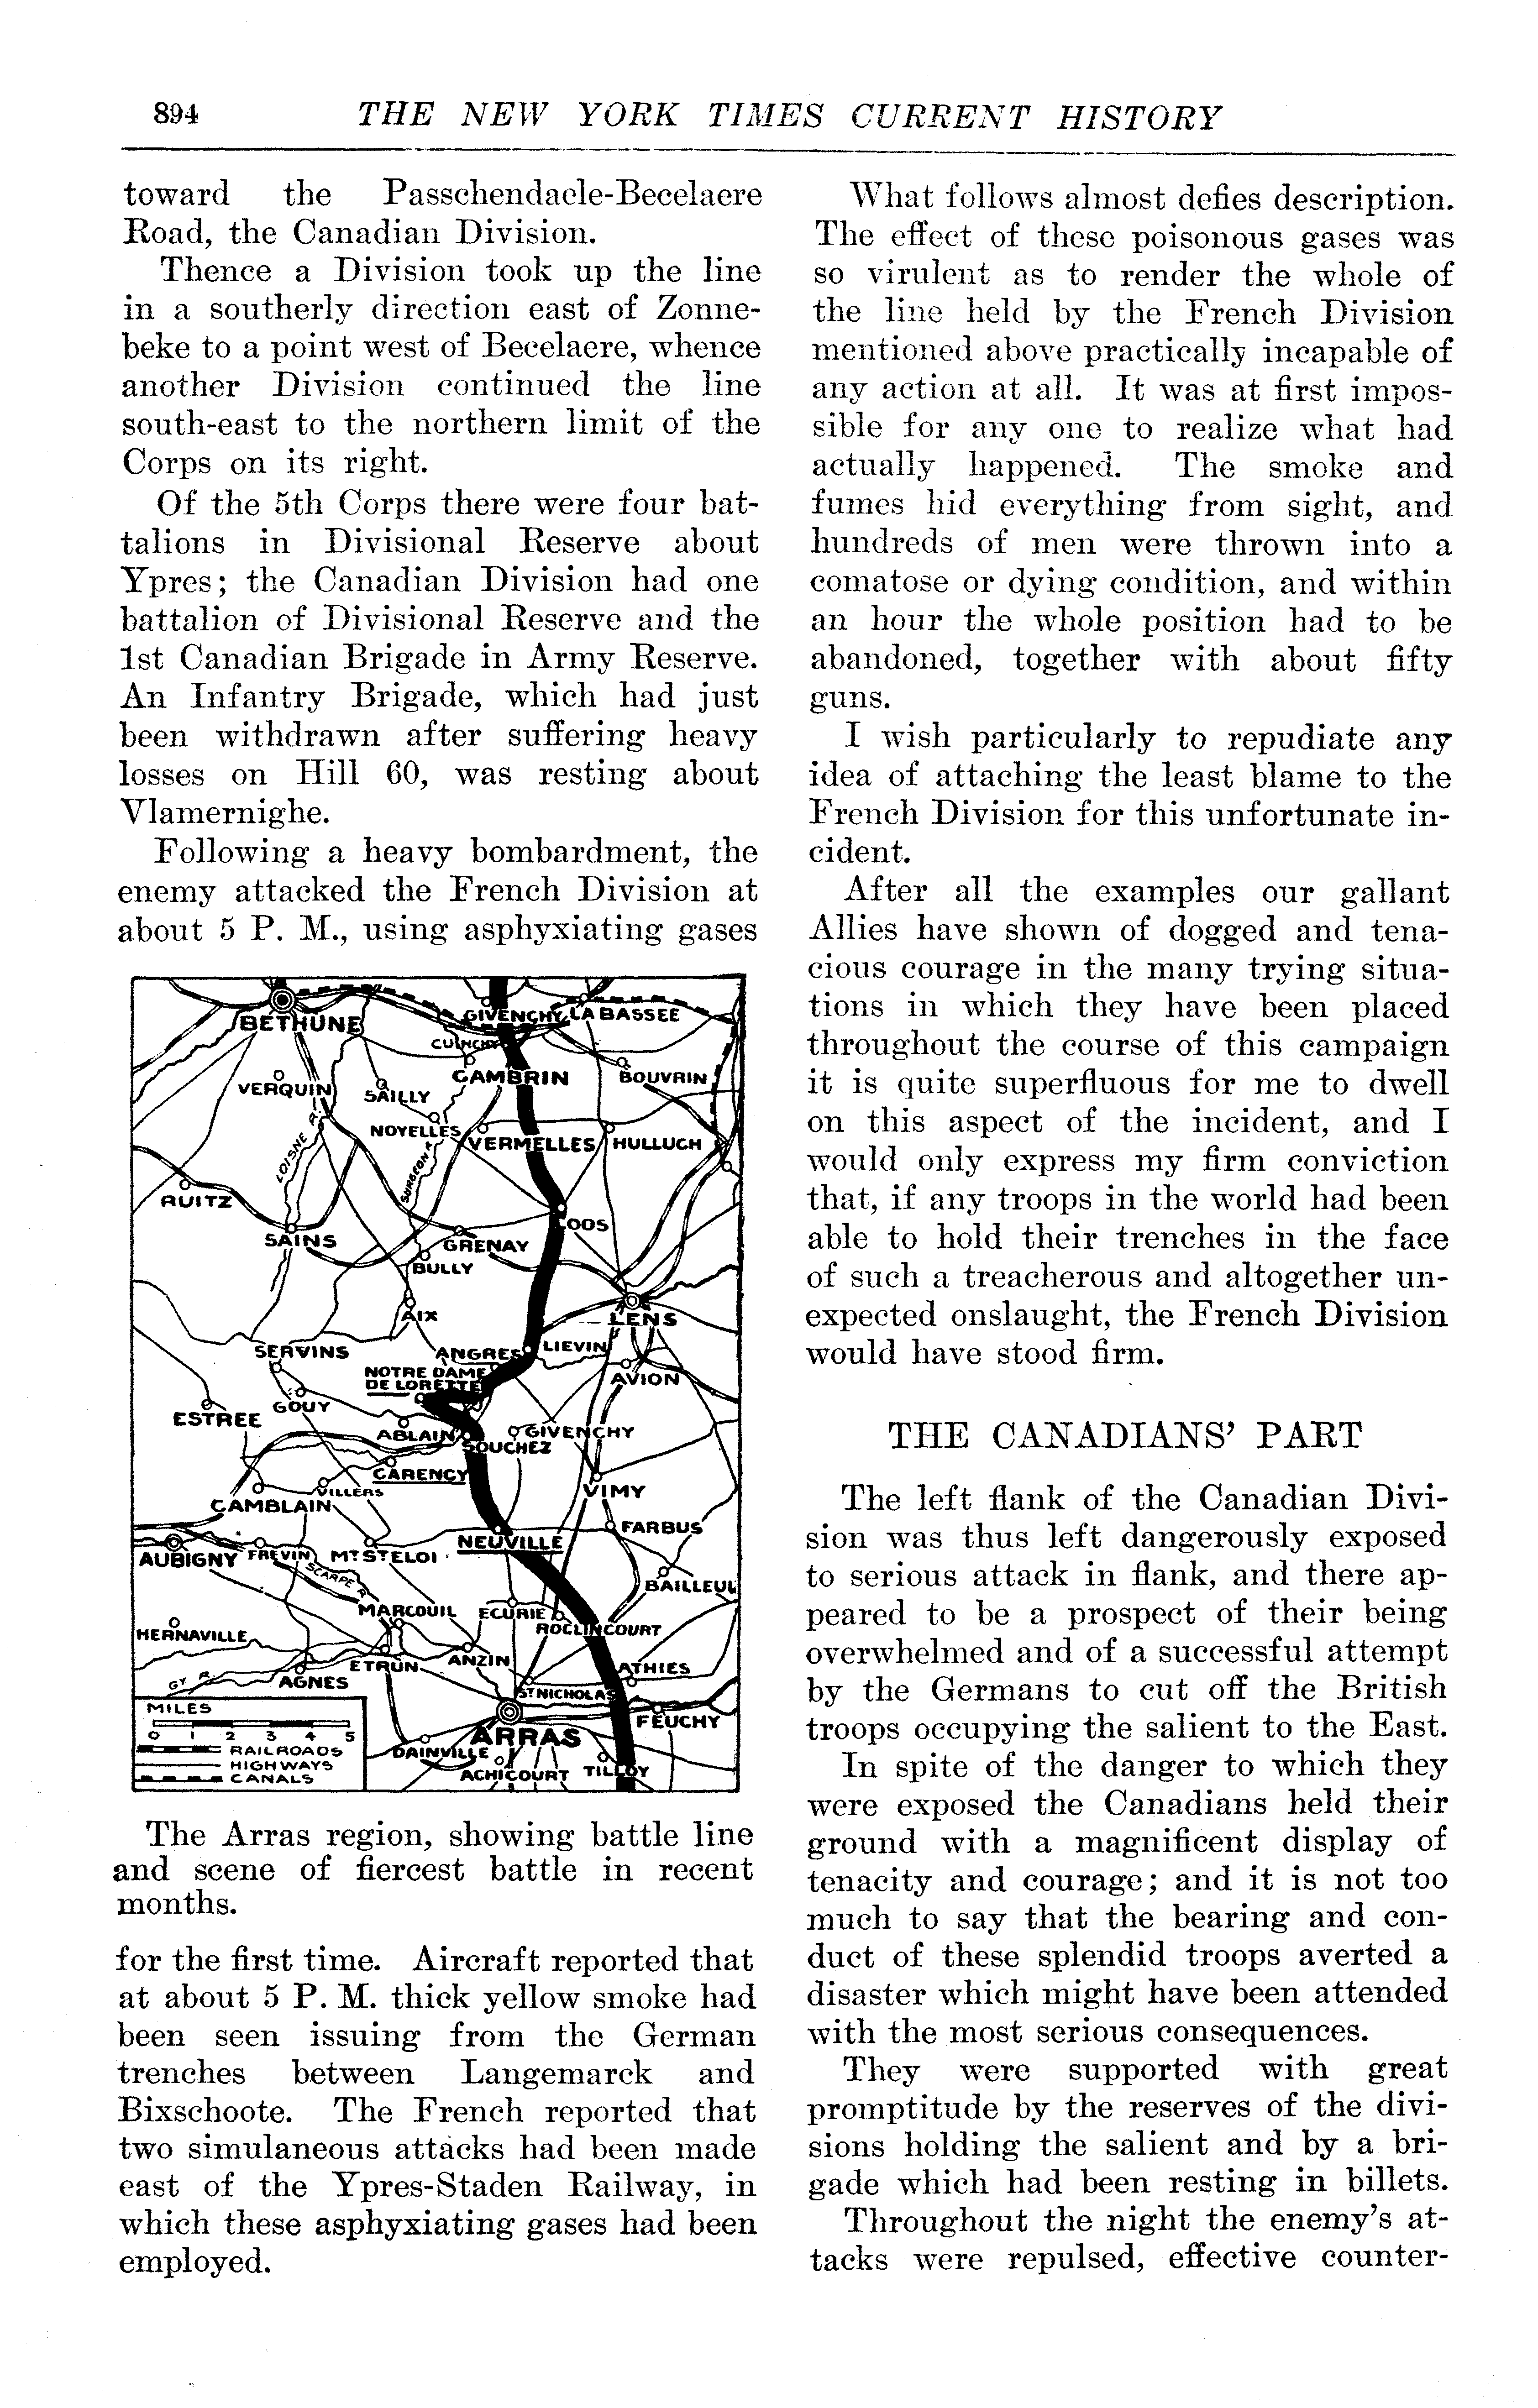 894 THE NEW YORK TIMES CURRENT HISTORY
toward the Passchendaele-Becelaere
Road, the Canadian Division.
Thence a Division took up the line
in a southerly direction east of Zonne-
beke to a point west of Becelaere, whence
another Division continued the line
south-east to the northern limit of the
Corps on its right.
Of the 5th Corps there were four bat-
talions in Divisional Reserve about
Ypres; the Canadian Division had one
battalion of Divisional Reserve and the
1st Canadian Brigade in Army Reserve.
An Infantry Brigade, which had just
been withdrawn after suffering heavy
losses on Hill 60, was resting about
Vlamernighe.
Following a heavy bombardment, the
enemy attacked the French Division at
about 5 P. M., using asphyxiating gases
BETHUNE
GIVENCHY
LA BASSEE
CUINCHY
CAMBRIN
BOUVRIN
VERQUIN
SAILLY
NOYELLES
VERMELLES
HULLUCH
LOISNE R.
SURGEON R.
RUITZ
SAINS
LOOS
GRENAY
BULLY
AIX
LENS
SERVINS
ANGRES
LIEVIN
NOTRE DAME
DE LORETTE
AVION
GOUY
ESTREE
ABLAIN
GIVENCHY
SOUCHEZ
CARENCY
VILLERS
VIMY
CAMBLAIN
FARBUS
NEUVILLE
AUBIGNY
FREVIN
MT ST ELOI
SCARPE R.
BAILLEUL
MARCOUIL
ECURIE
ROCLINCOURT
HERNAVILLE
ETRUN
ANZIN
ATHIES
GY R.
AGNES
ST NICHOLAS
FEUCHY
MILES
0 1 2 3 4 5
RAILROADS
HIGHWAYS
CANALS
ARRAS
DAINVILLE
ACHICOURT
TILLOY
The Arras region, showing battle line
and scene of fiercest battle in recent
months.
for the first time. Aircraft reported that
at about 5 P. M. thick yellow smoke had
been seen issuing from the German
trenches between Langemarck and
Bixschoote. The French reported that
two simulaneous attacks had been made
east of the Ypres-Staden Railway, in
which these asphyxiating gases had been
employed.
What follows almost defies description.
The effect of these poisonous gases was
so virulent as to render the whole of
the line held by the French Division
mentioned above practically incapable of
any action at all. It was at first impos-
sible for any one to realize what had
actually happened. The smoke and
fumes hid everything from sight, and
hundreds of men were thrown into a
comatose or dying condition, and within
an hour the whole position had to be
abandoned, together with about fifty
guns.
I wish particularly to repudiate any
idea of attaching the least blame to the
French Division for this unfortunate in-
cident.
After all the examples our gallant
Allies have shown of dogged and tena-
cious courage in the many trying situa-
tions in which they have been placed
throughout the course of this campaign
it is quite superfluous for me to dwell
on this aspect of the incident, and I
would only express my firm conviction
that, if any troops in the world had been
able to hold their trenches in the face
of such a treacherous and altogether un-
expected onslaught, the French Division
would have stood firm.
THE CANADIANS' PART
The left flank of the Canadian Divi-
sion was thus left dangerously exposed
to serious attack in flank, and there ap-
peared to be a prospect of their being
overwhelmed and of a successful attempt
by the Germans to cut off the British
troops occupying the salient to the East.
In spite of the danger to which they
were exposed the Canadians held their
ground with a magnificent display of
tenacity and courage; and it is not too
much to say that the bearing and con-
duct of these splendid troops averted a
disaster which might have been attended
with the most serious consequences.
They were supported with great
promptitude by the reserves of the divi-
sions holding the salient and by a bri-
gade which had been resting in billets.
Throughout the night the enemy's at-
tacks were repulsed, effective counter-